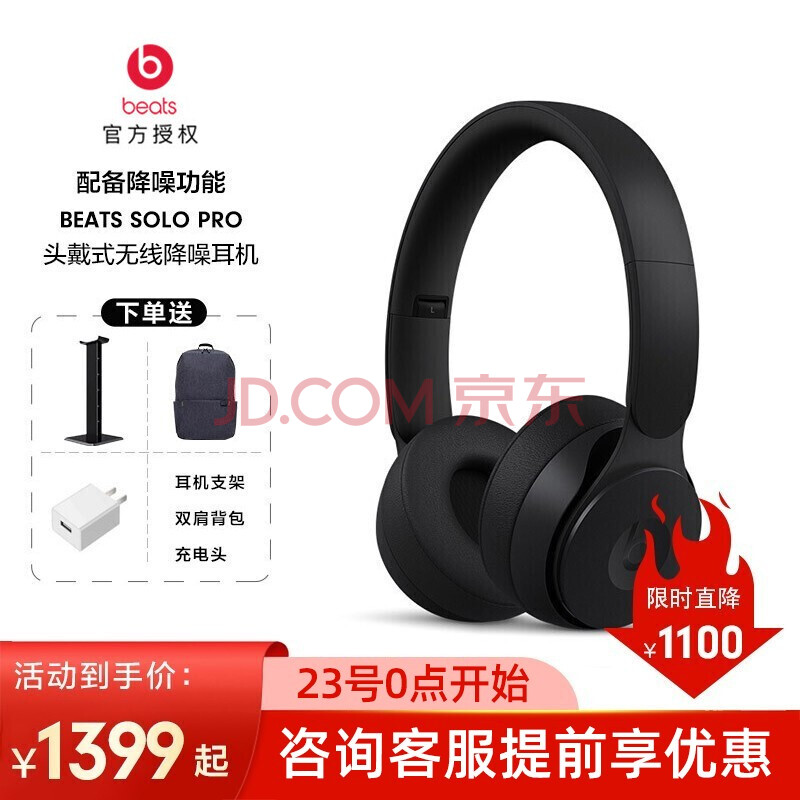 beats
官方授权
配备降噪功能
BEATS SOLO PRO
头戴式无线降噪耳机
下单送
耳机支架
双肩背包
充电头
L
JD.COM 京东
限时直降
¥1100
活动到手价：
¥1399起
23号0点开始
咨询客服提前享优惠